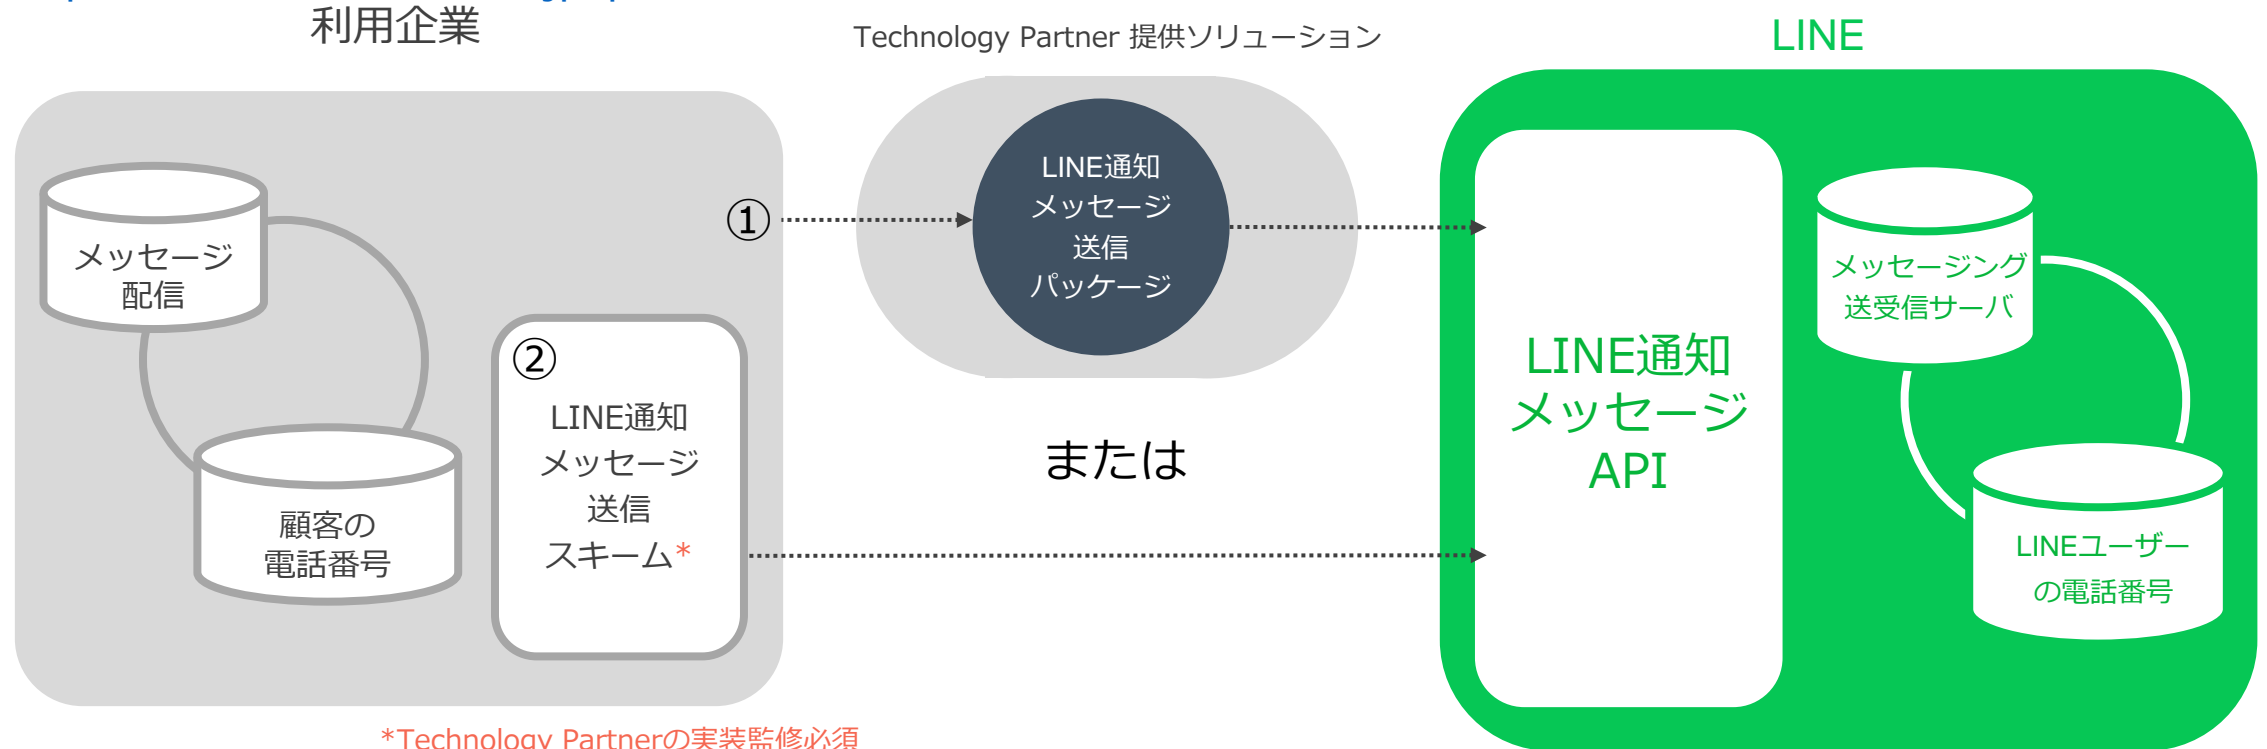 利用企業
Technology Partner 提供ソリューション
LINE
メッセージ
配信
顧客の
電話番号
①
②
LINE通知
メッセージ
送信
スキーム*
LINE通知
メッセージ
送信
パッケージ
または
LINE通知
メッセージ
API
メッセージング
送受信サーバ
LINEユーザー
の電話番号
*Technology Partnerの実装監修必須